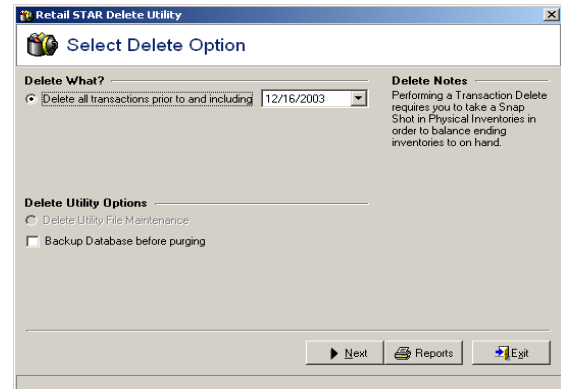 Retail STAR Delete Utility
Select Delete Option
Delete What?
Delete all transactions prior to and including 12/16/2003
Delete Notes
Performing a Transaction Delete
requires you to take a Snap
Shot in Physical Inventories in
order to balance ending
inventories to on hand.
Delete Utility Options
Delete Utility File Maintenance
Backup Database before purging
Next
Reports
Exit